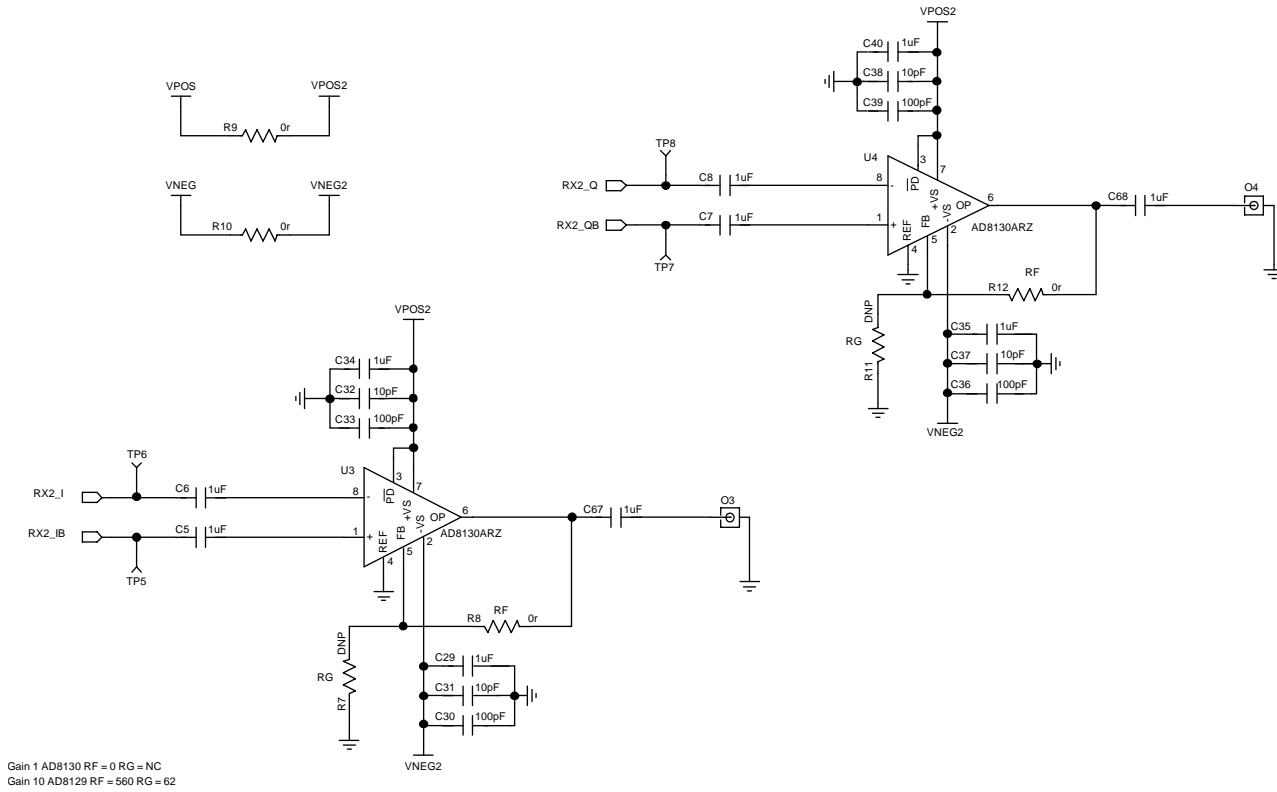 VPOS VPOS2
R9 0r
VNEG VNEG2
R10 0r
VPOS2
C40 1uF
C38 10pF
C39 100pF
TP8
U4
3
7
RX2_Q
C8 1uF
8 -
PD
+VS
OP
6
C68 1uF
O4
RX2_QB
C7 1uF
1 +
REF
FB
-VS
AD8130ARZ
TP7
4
5
2
RF
R12 0r
DNP
RG
R11
C35 1uF
C37 10pF
C36 100pF
VNEG2
VPOS2
C34 1uF
C32 10pF
C33 100pF
TP6
U3
3
7
RX2_I
C6 1uF
8 -
PD
+VS
OP
6
C67 1uF
O3
RX2_IB
C5 1uF
1 +
REF
FB
-VS
AD8130ARZ
TP5
4
5
2
RF
R8 0r
DNP
RG
R7
C29 1uF
C31 10pF
C30 100pF
VNEG2
Gain 1 AD8130 RF = 0 RG = NC
Gain 10 AD8129 RF = 560 RG = 62